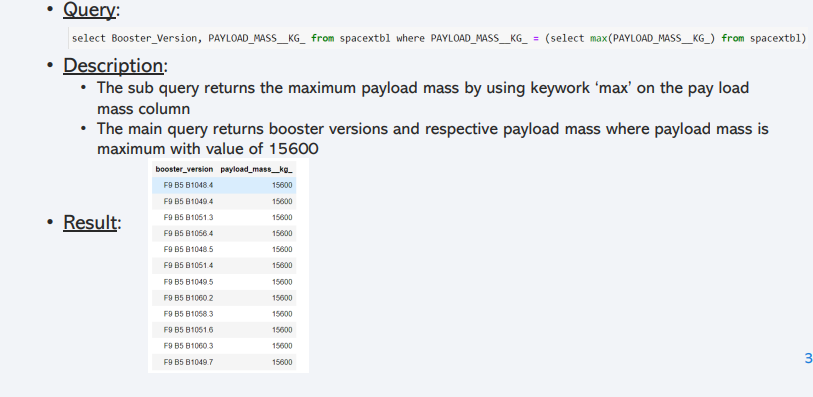 • Query:
select Booster_Version, PAYLOAD_MASS__KG_ from spacextbl where PAYLOAD_MASS__KG_ = (select max(PAYLOAD_MASS__KG_) from spacextbl)
• Description:
• The sub query returns the maximum payload mass by using keywork ‘max’ on the pay load
mass column
• The main query returns booster versions and respective payload mass where payload mass is
maximum with value of 15600
• Result:
booster_version payload_mass__kg_
F9 B5 B1048.4 15600
F9 B5 B1049.4 15600
F9 B5 B1051.3 15600
F9 B5 B1056.4 15600
F9 B5 B1048.5 15600
F9 B5 B1051.4 15600
F9 B5 B1049.5 15600
F9 B5 B1060.2 15600
F9 B5 B1058.3 15600
F9 B5 B1051.6 15600
F9 B5 B1060.3 15600
F9 B5 B1049.7 15600
3